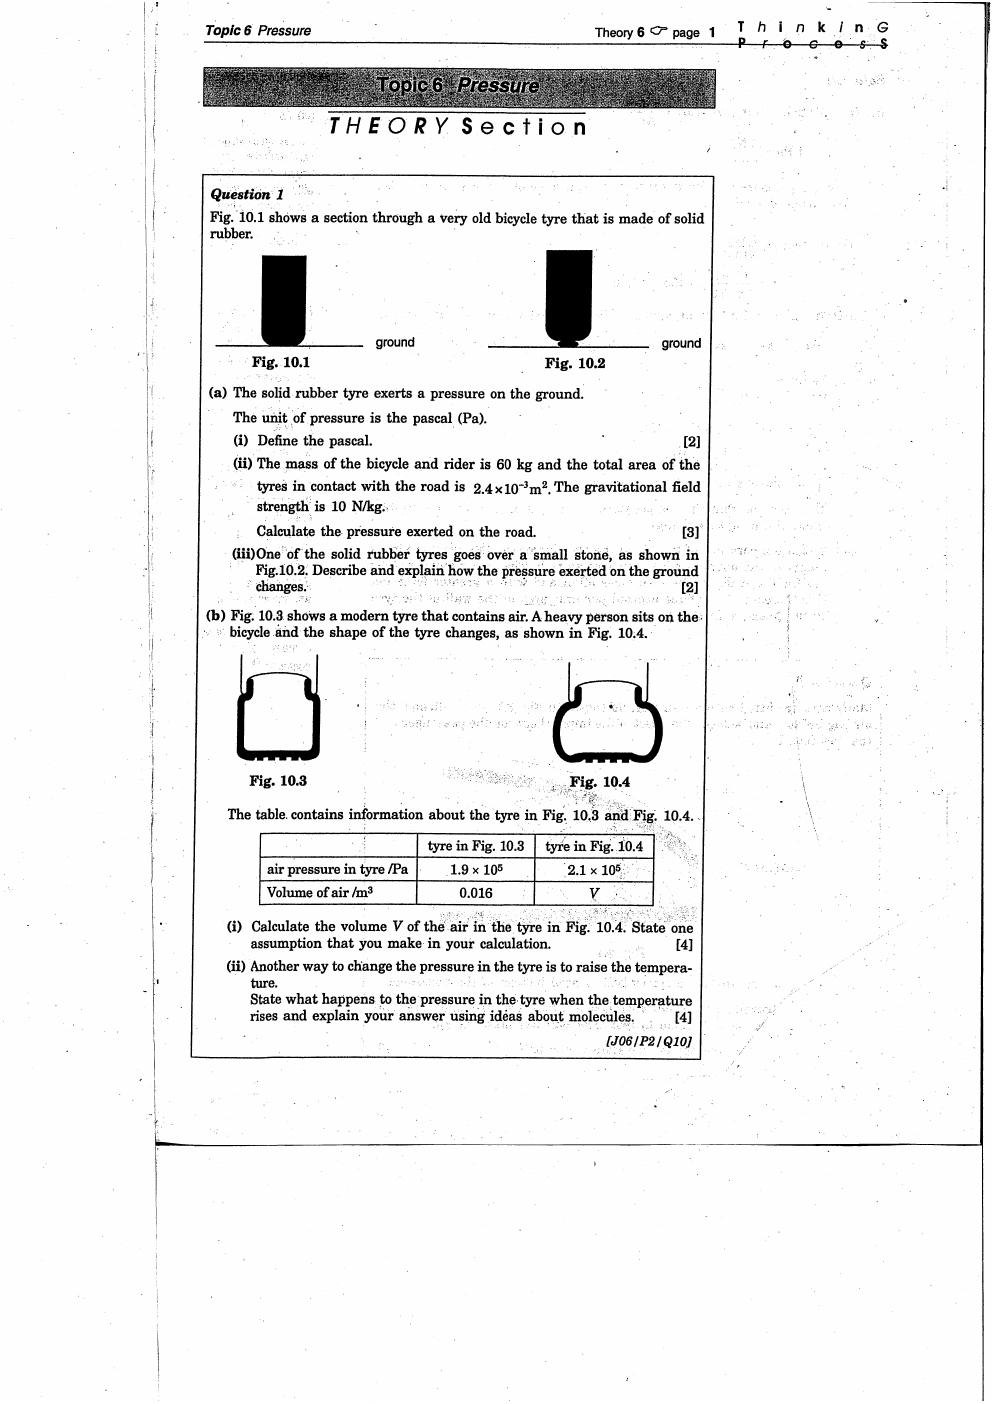 Topic 6 Pressure
Theory 6 ☞ page 1
T h i n k i n G
P r o c e s S
Topic 6 Pressure
THEORY Section
Question 1
Fig. 10.1 shows a section through a very old bicycle tyre that is made of solid
rubber.
ground
ground
Fig. 10.1
Fig. 10.2
(a) The solid rubber tyre exerts a pressure on the ground.
The unit of pressure is the pascal (Pa).
(i) Define the pascal. [2]
(ii) The mass of the bicycle and rider is 60 kg and the total area of the
tyres in contact with the road is 2.4×10⁻³m². The gravitational field
strength is 10 N/kg.
Calculate the pressure exerted on the road. [3]
(iii)One of the solid rubber tyres goes over a small stone, as shown in
Fig.10.2. Describe and explain how the pressure exerted on the ground
changes. [2]
(b) Fig. 10.3 shows a modern tyre that contains air. A heavy person sits on the
bicycle and the shape of the tyre changes, as shown in Fig. 10.4.
Fig. 10.3
Fig. 10.4
The table contains information about the tyre in Fig. 10.3 and Fig. 10.4.
tyre in Fig. 10.3 tyre in Fig. 10.4
air pressure in tyre /Pa 1.9 × 10⁵ 2.1 × 10⁵
Volume of air /m³ 0.016 V
(i) Calculate the volume V of the air in the tyre in Fig. 10.4. State one
assumption that you make in your calculation. [4]
(ii) Another way to change the pressure in the tyre is to raise the tempera-
ture.
State what happens to the pressure in the tyre when the temperature
rises and explain your answer using ideas about molecules. [4]
[J06/P2/Q10]